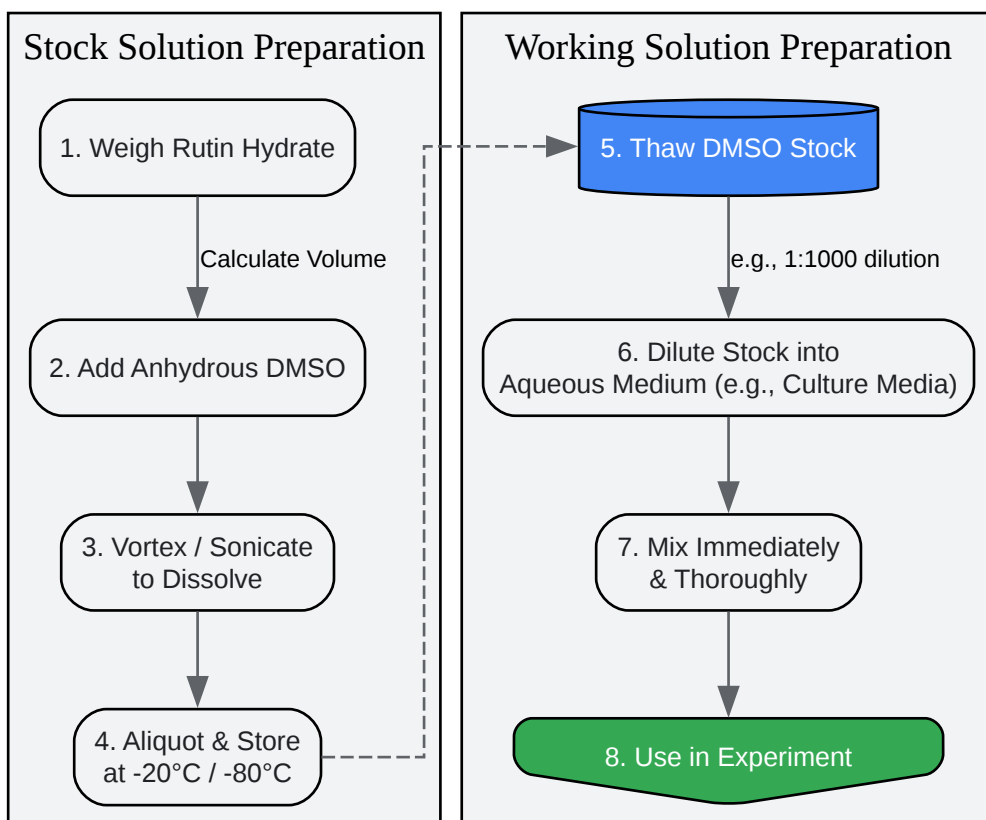 Stock Solution Preparation
1. Weigh Rutin Hydrate
Calculate Volume
2. Add Anhydrous DMSO
3. Vortex / Sonicate
to Dissolve
4. Aliquot & Store
at -20°C / -80°C
Working Solution Preparation
5. Thaw DMSO Stock
e.g., 1:1000 dilution
6. Dilute Stock into
Aqueous Medium (e.g., Culture Media)
7. Mix Immediately
& Thoroughly
8. Use in Experiment